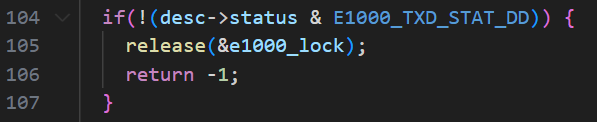 104 if(!(desc->status & E1000_TXD_STAT_DD)) {
105 release(&e1000_lock);
106 return -1;
107 }